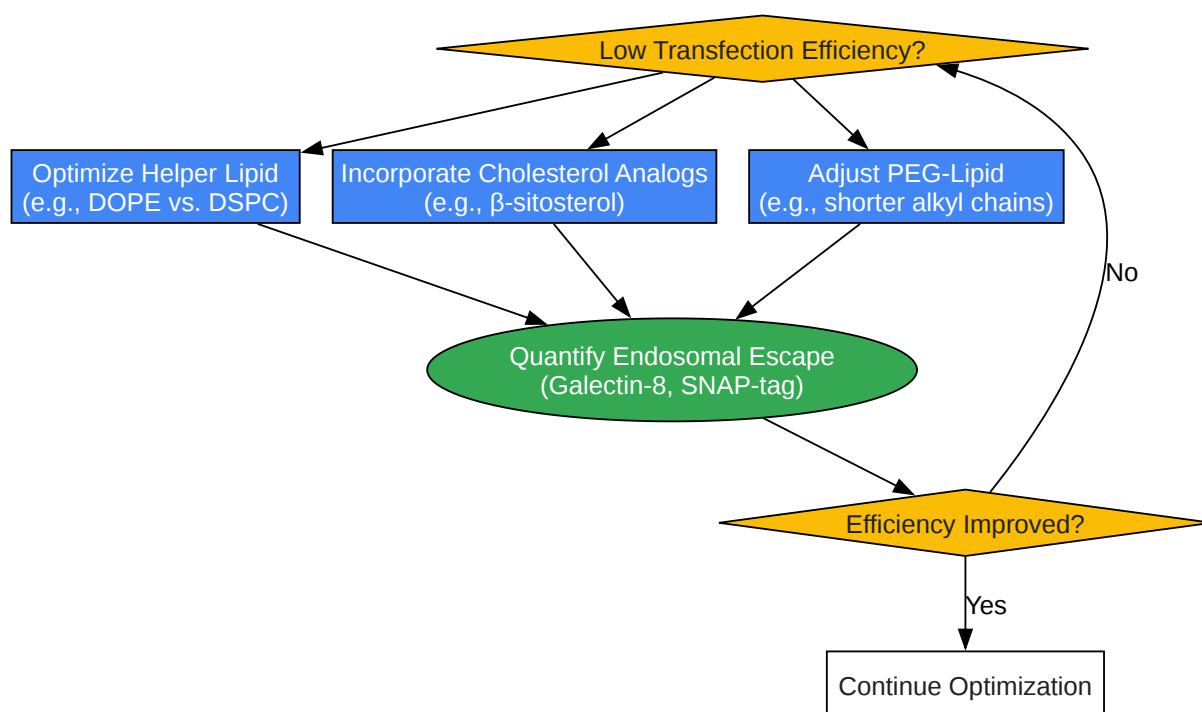 Low Transfection Efficiency?
Optimize Helper Lipid
(e.g., DOPE vs. DSPC)
Incorporate Cholesterol Analogs
(e.g., β-sitosterol)
Adjust PEG-Lipid
(e.g., shorter alkyl chains)
No
Quantify Endosomal Escape
(Galectin-8, SNAP-tag)
Efficiency Improved?
Yes
Continue Optimization